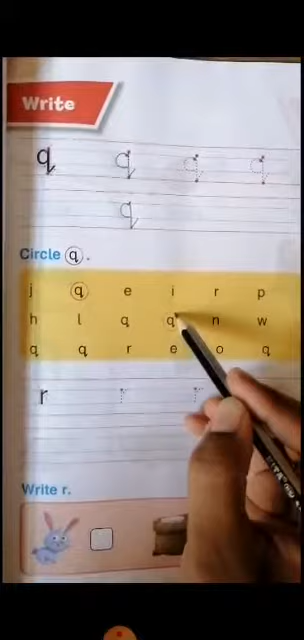 Write
q q q q
q
Circle q.
j q e i r p
h l q q n w
q q r e o q
r r r
Write r.